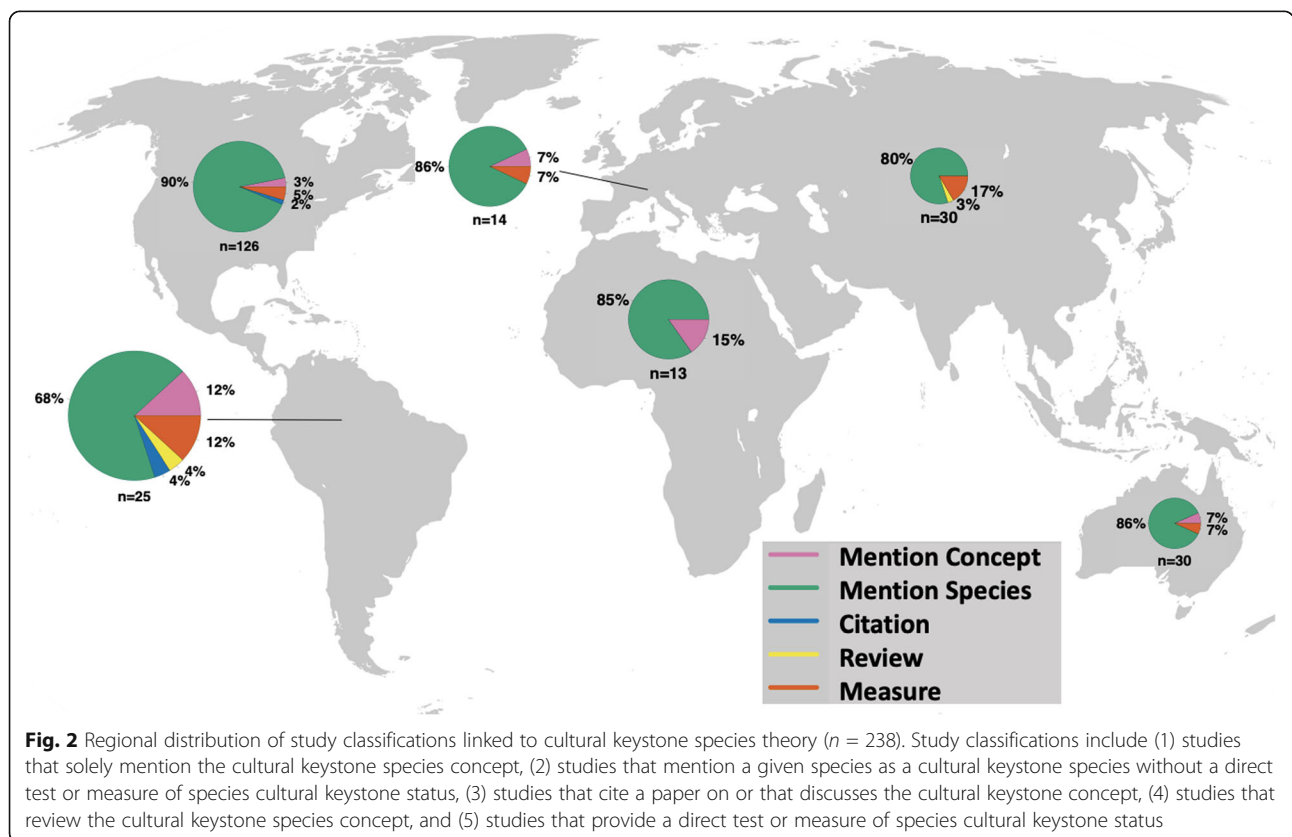 90%
3%
5%
2%
n=126
86%
7%
7%
n=14
80%
17%
3%
n=30
85%
15%
n=13
68%
12%
12%
4%
4%
n=25
86%
7%
7%
n=30
Mention Concept
Mention Species
Citation
Review
Measure
Fig. 2 Regional distribution of study classifications linked to cultural keystone species theory (n = 238). Study classifications include (1) studies
that solely mention the cultural keystone species concept, (2) studies that mention a given species as a cultural keystone species without a direct
test or measure of species cultural keystone status, (3) studies that cite a paper on or that discusses the cultural keystone concept, (4) studies that
review the cultural keystone species concept, and (5) studies that provide a direct test or measure of species cultural keystone status